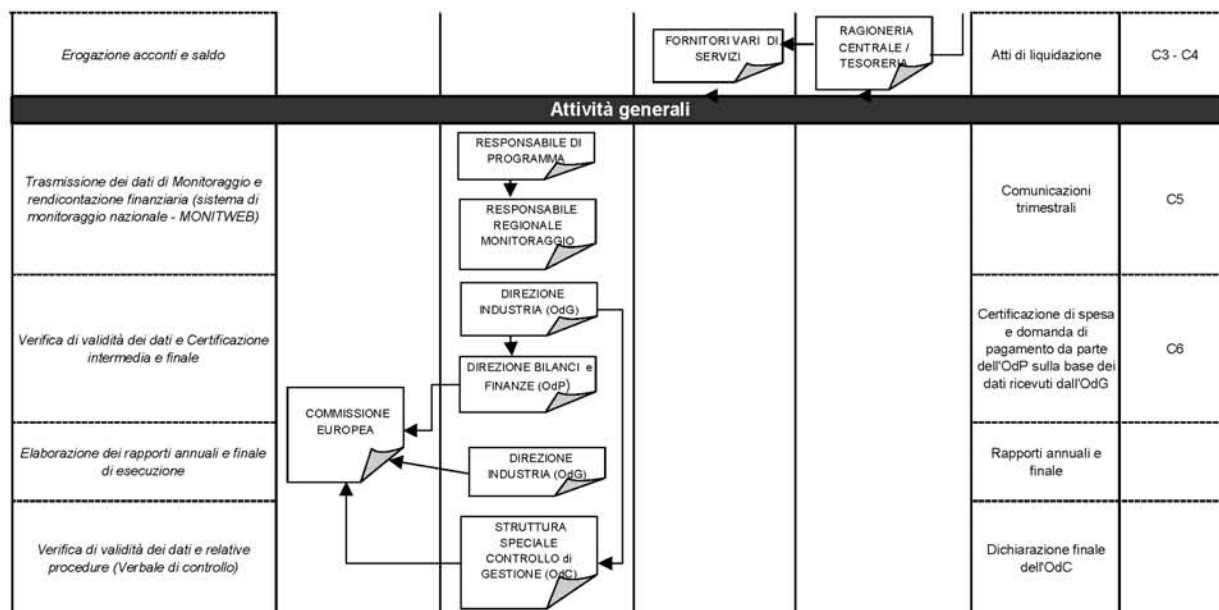 Erogazione acconti e saldo
FORNITORI VARI DI
SERVIZI
RAGIONERIA
CENTRALE /
TESORERIA
Atti di liquidazione
C3 - C4
Attività generali
Trasmissione dei dati di Monitoraggio e
rendicontazione finanziaria (sistema di
monitoraggio nazionale - MONITWEB)
RESPONSABILE DI
PROGRAMMA
RESPONSABILE
REGIONALE
MONITORAGGIO
Comunicazioni
trimestrali
C5
Verifica di validità dei dati e Certificazione
intermedia e finale
DIREZIONE
INDUSTRIA (OdG)
DIREZIONE BILANCI e
FINANZE (OdP)
Certificazione di spesa
e domanda di
pagamento da parte
dell'OdP sulla base dei
dati ricevuti dall'OdG
C6
COMMISSIONE
EUROPEA
Elaborazione dei rapporti annuali e finale
di esecuzione
DIREZIONE
INDUSTRIA (OdG)
Rapporti annuali e
finale
Verifica di validità dei dati e relative
procedure (Verbale di controllo)
STRUTTURA
SPECIALE
CONTROLLO di
GESTIONE (OdC)
Dichiarazione finale
dell'OdC